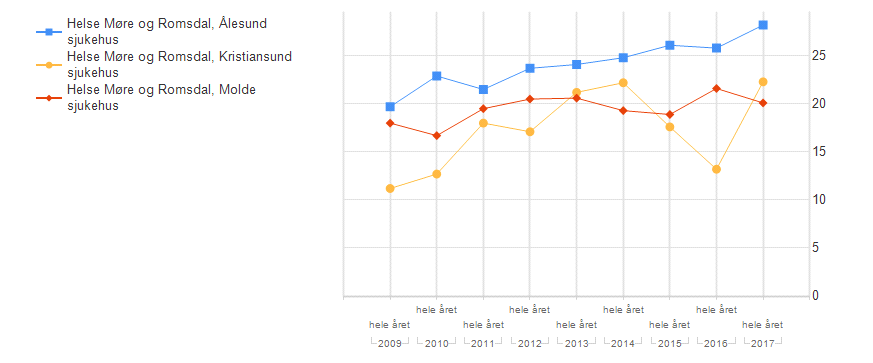 Helse Møre og Romsdal, Ålesund
sjukehus
Helse Møre og Romsdal, Kristiansund
sjukehus
Helse Møre og Romsdal, Molde
sjukehus
25
20
15
10
5
0
hele året hele året hele året hele året
hele året hele året hele året hele året hele året
2009 2010 2011 2012 2013 2014 2015 2016 2017